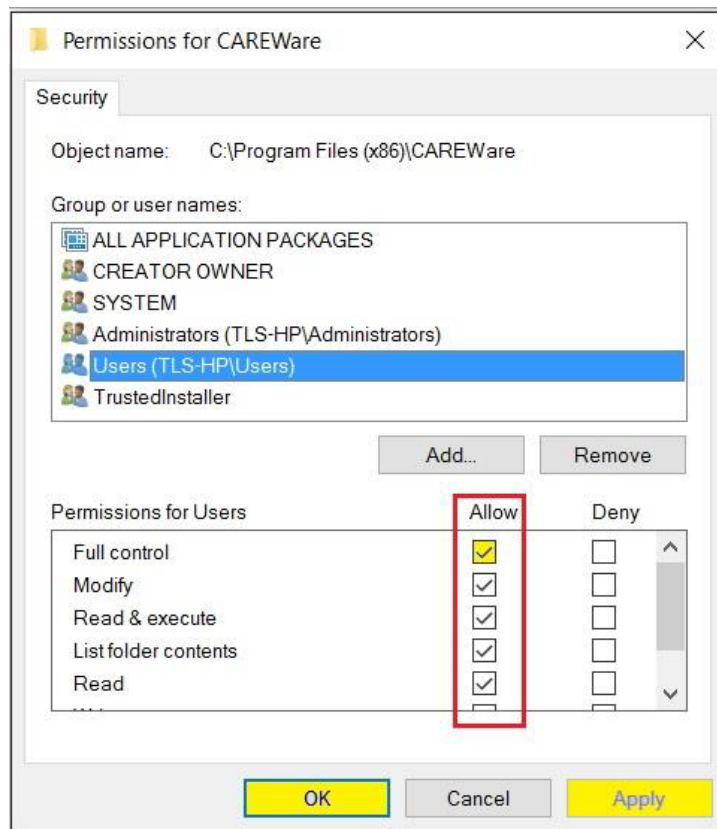 Permissions for CAREWare
Security
Object name: C:\Program Files (x86)\CAREWare
Group or user names:
ALL APPLICATION PACKAGES
CREATOR OWNER
SYSTEM
Administrators (TLS-HP\Administrators)
Users (TLS-HP\Users)
TrustedInstaller
Add... Remove
Permissions for Users Allow Deny
Full control
Modify
Read & execute
List folder contents
Read
OK Cancel Apply